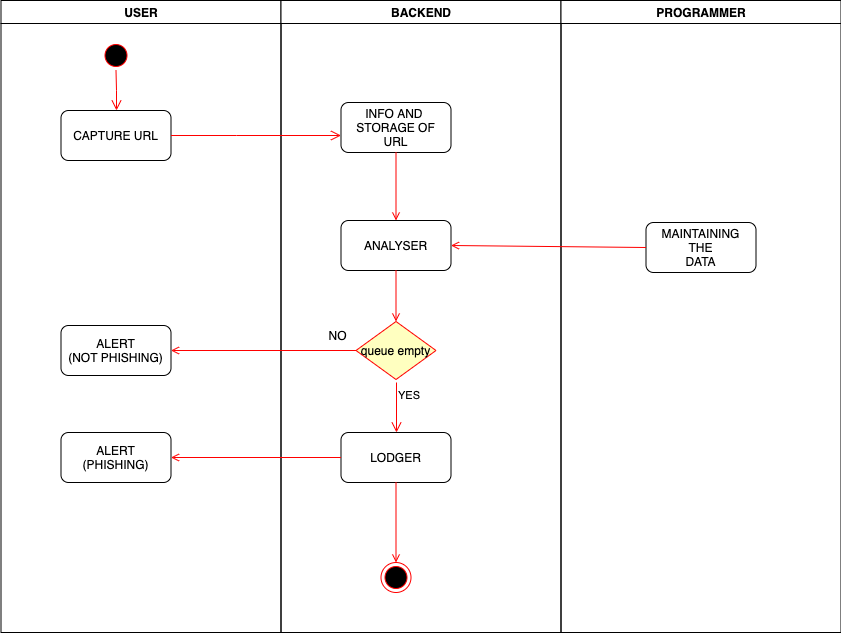 USER
BACKEND
PROGRAMMER
CAPTURE URL
INFO AND
STORAGE OF
URL
ANALYSER
MAINTAINING
THE
DATA
NO
ALERT
(NOT PHISHING)
queue empty
YES
ALERT
(PHISHING)
LODGER